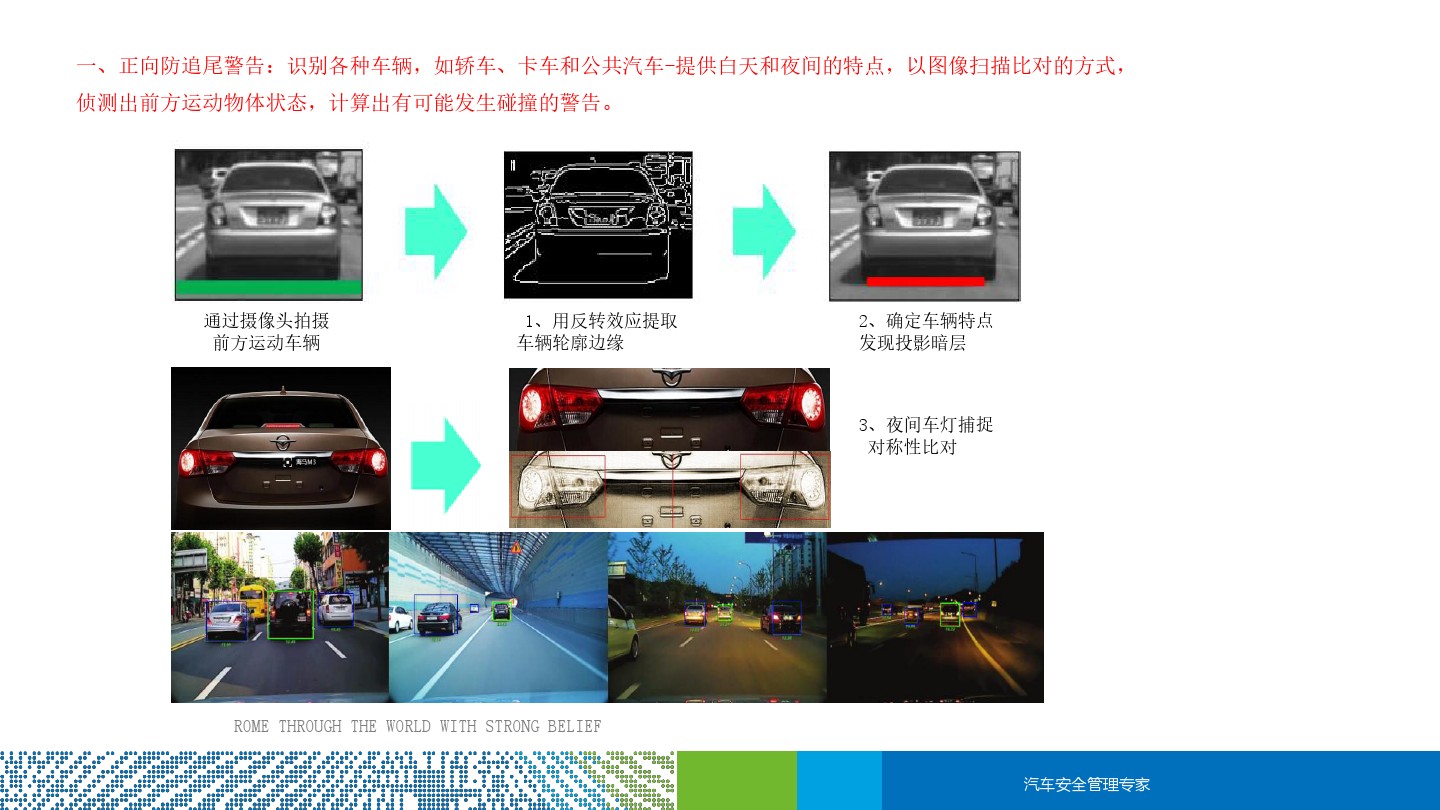 一、正向防追尾警告：识别各种车辆，如轿车、卡车和公共汽车-提供白天和夜间的特点，以图像扫描比对的方式，
侦测出前方运动物体状态，计算出有可能发生碰撞的警告。
通过摄像头拍摄
前方运动车辆
1、用反转效应提取
车辆轮廓边缘
2、确定车辆特点
发现投影暗层
海马M3
3、夜间车灯捕捉
对称性比对
ROME THROUGH THE WORLD WITH STRONG BELIEF
汽车安全管理专家